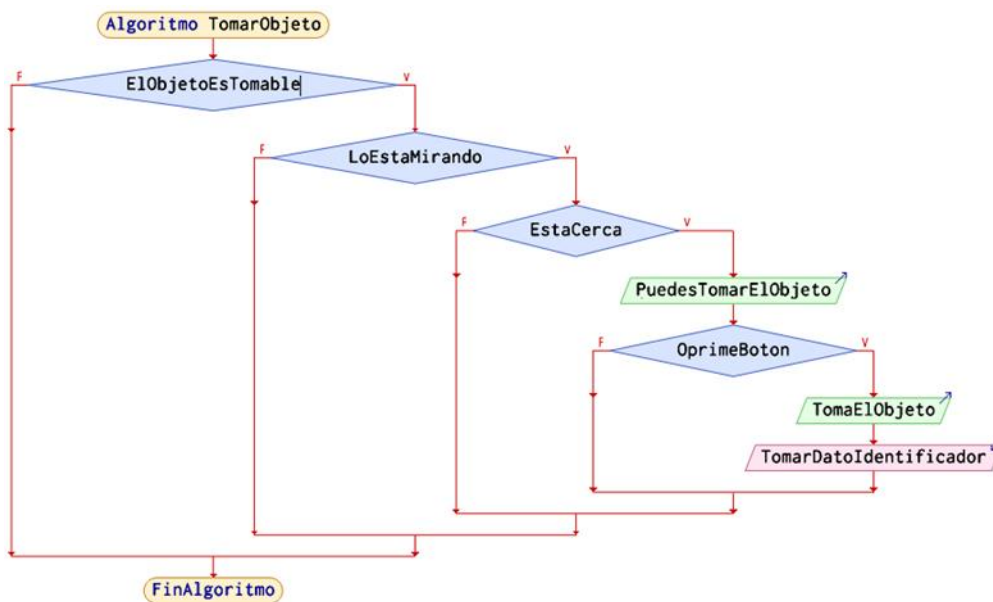 Algoritmo TomarObjeto
F
V
ElObjetoEsTomable
F
V
LoEstaMirando
F
V
EstaCerca
PuedesTomarElObjeto
F
V
OprimeBoton
TomaElObjeto
TomarDatoIdentificador
FinAlgoritmo